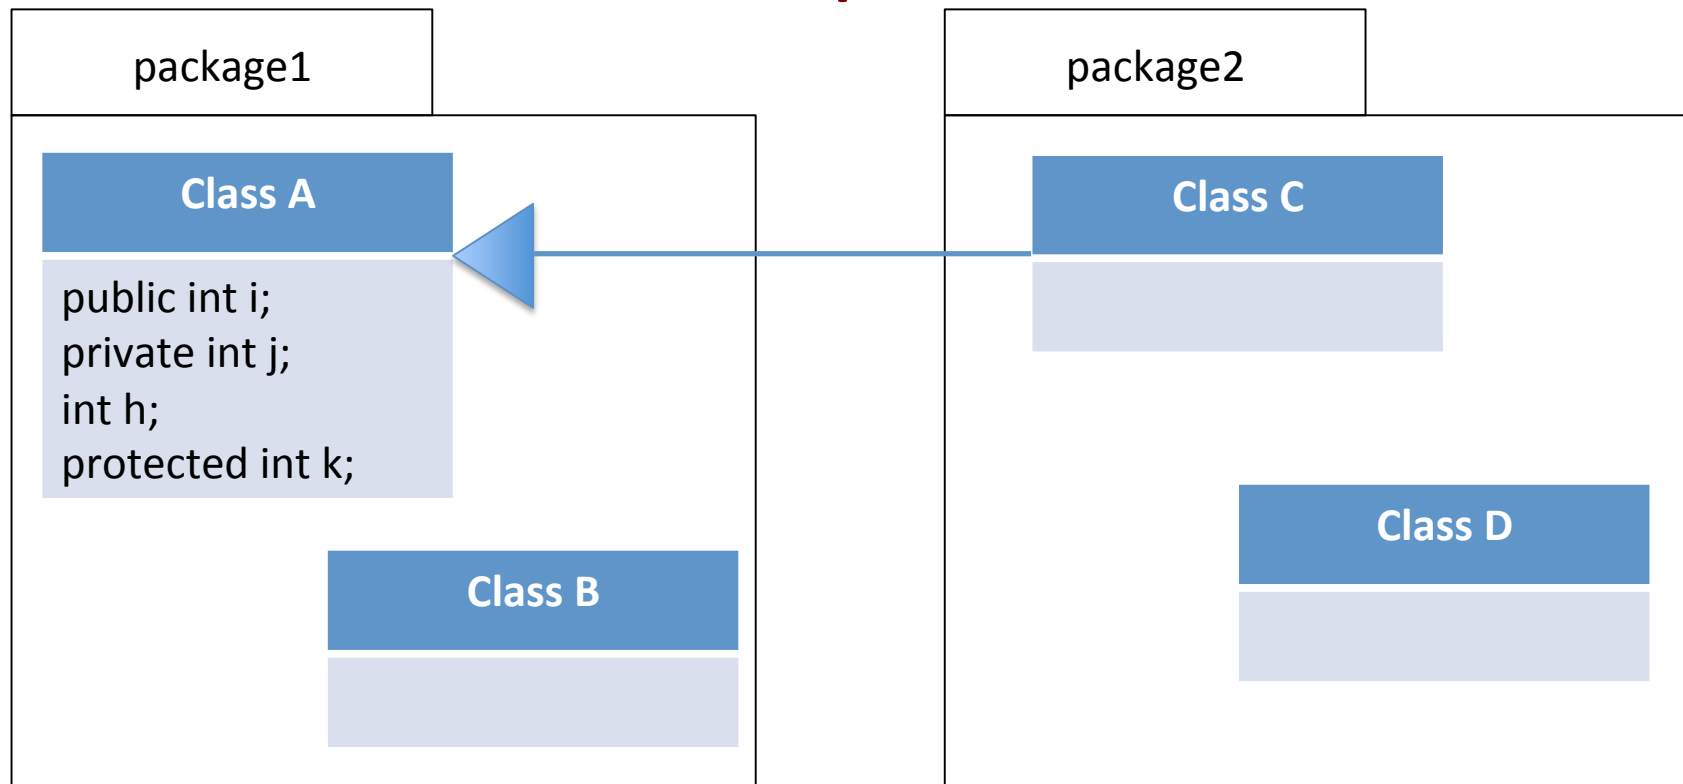 package1
Class A
public int i;
private int j;
int h;
protected int k;
Class B
package2
Class C
Class D